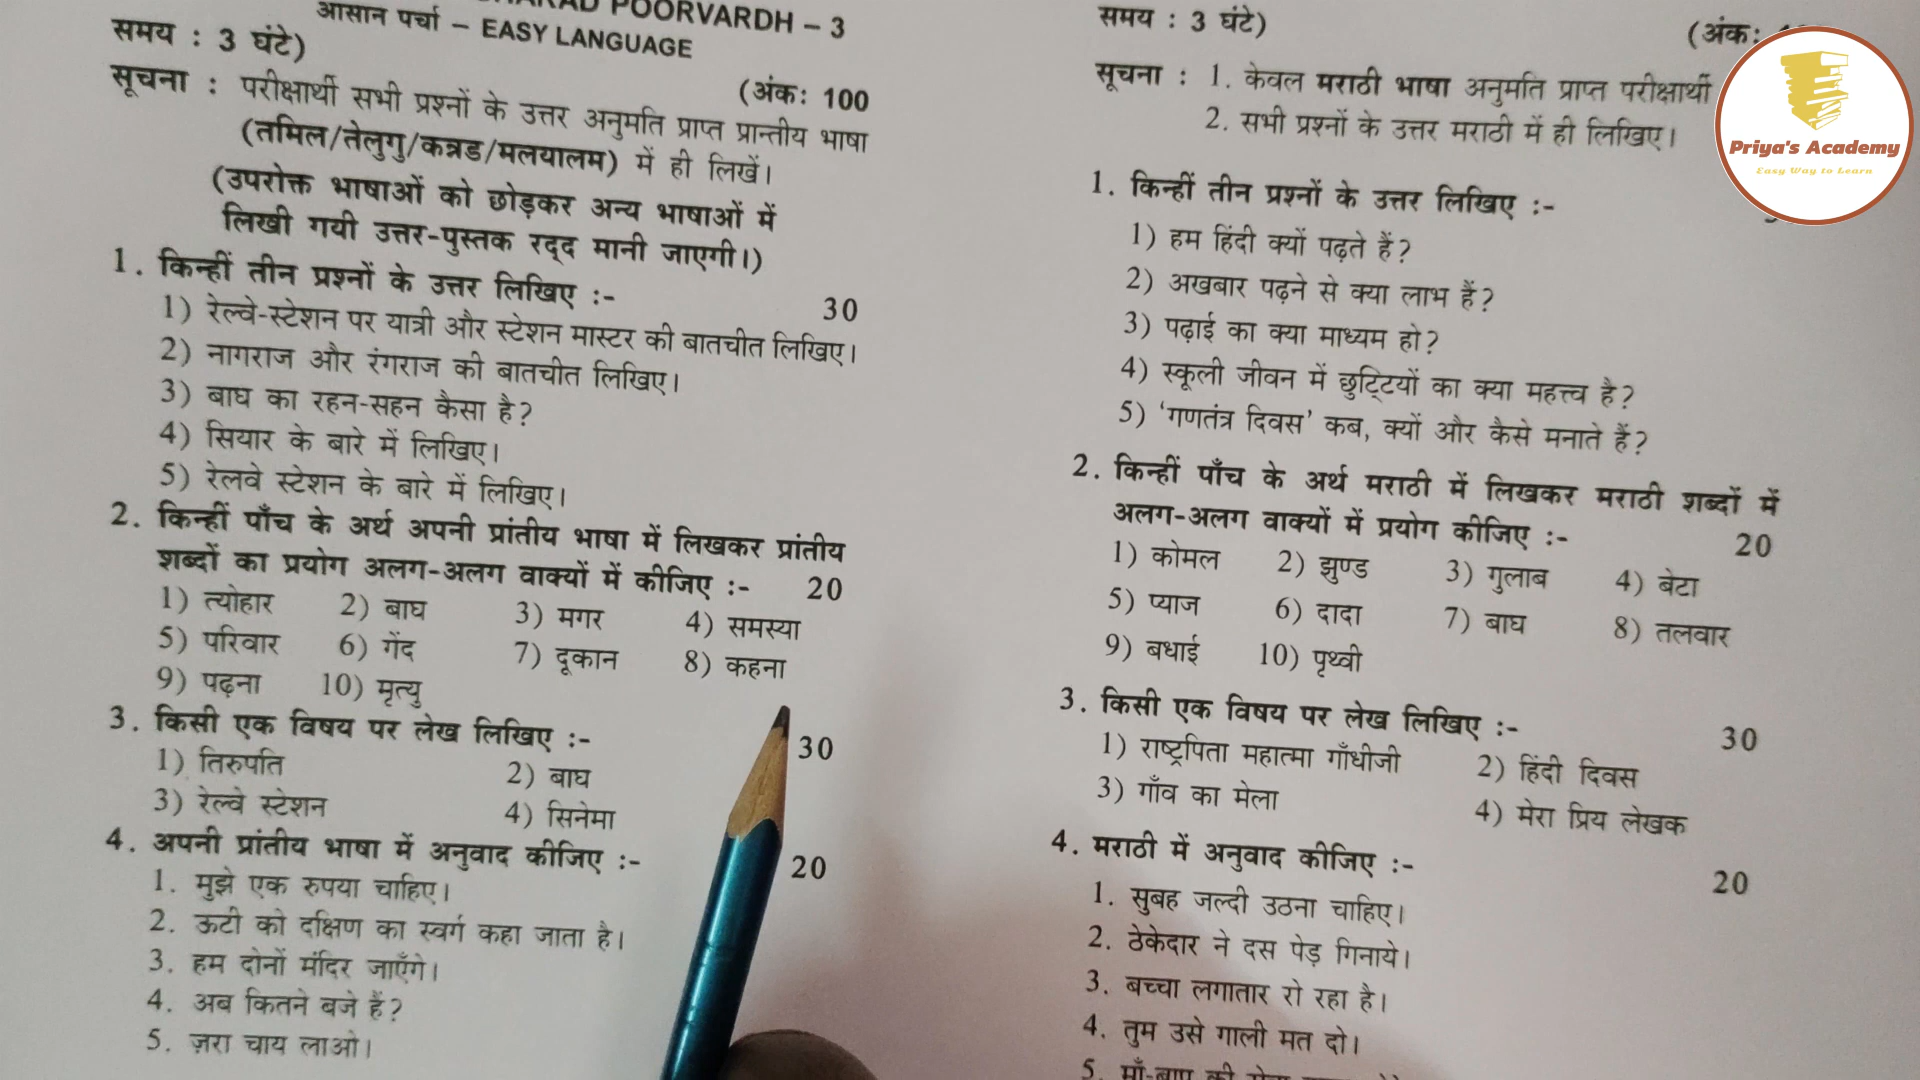 POORVARDH – 3
आसान पर्चा – EASY LANGUAGE
समय : 3 घंटे)
(अंक: 100
सूचना : परीक्षार्थी सभी प्रश्नों के उत्तर अनुमति प्राप्त प्रान्तीय भाषा
(तमिल/तेलुगु/कन्नड/मलयालम) में ही लिखें।
(उपरोक्त भाषाओं को छोड़कर अन्य भाषाओं में
लिखी गयी उत्तर-पुस्तक रद्द मानी जाएगी।)
1. किन्हीं तीन प्रश्नों के उत्तर लिखिए :- 30
1) रेल्वे-स्टेशन पर यात्री और स्टेशन मास्टर की बातचीत लिखिए।
2) नागराज और रंगराज की बातचीत लिखिए।
3) बाघ का रहन-सहन कैसा है?
4) सियार के बारे में लिखिए।
5) रेलवे स्टेशन के बारे में लिखिए।
2. किन्हीं पाँच के अर्थ अपनी प्रांतीय भाषा में लिखकर प्रांतीय
शब्दों का प्रयोग अलग-अलग वाक्यों में कीजिए :- 20
1) त्योहार 2) बाघ 3) मगर 4) समस्या
5) परिवार 6) गेंद 7) दूकान 8) कहना
9) पढ़ना 10) मृत्यु
3. किसी एक विषय पर लेख लिखिए :- 30
1) तिरुपति 2) बाघ
3) रेल्वे स्टेशन 4) सिनेमा
4. अपनी प्रांतीय भाषा में अनुवाद कीजिए :- 20
1. मुझे एक रुपया चाहिए।
2. ऊटी को दक्षिण का स्वर्ग कहा जाता है।
3. हम दोनों मंदिर जाएँगे।
4. अब कितने बजे हैं?
5. ज़रा चाय लाओ।
समय : 3 घंटे)
(अंक:
सूचना : 1. केवल मराठी भाषा अनुमति प्राप्त परीक्षार्थी
2. सभी प्रश्नों के उत्तर मराठी में ही लिखिए।
1. किन्हीं तीन प्रश्नों के उत्तर लिखिए :-
1) हम हिंदी क्यों पढ़ते हैं?
2) अखबार पढ़ने से क्या लाभ हैं?
3) पढ़ाई का क्या माध्यम हो?
4) स्कूली जीवन में छुट्टियों का क्या महत्त्व है?
5) 'गणतंत्र दिवस' कब, क्यों और कैसे मनाते हैं?
2. किन्हीं पाँच के अर्थ मराठी में लिखकर मराठी शब्दों में
अलग-अलग वाक्यों में प्रयोग कीजिए :- 20
1) कोमल 2) झुण्ड 3) गुलाब 4) बेटा
5) प्याज 6) दादा 7) बाघ 8) तलवार
9) बधाई 10) पृथ्वी
3. किसी एक विषय पर लेख लिखिए :- 30
1) राष्ट्रपिता महात्मा गाँधीजी 2) हिंदी दिवस
3) गाँव का मेला 4) मेरा प्रिय लेखक
4. मराठी में अनुवाद कीजिए :- 20
1. सुबह जल्दी उठना चाहिए।
2. ठेकेदार ने दस पेड़ गिनाये।
3. बच्चा लगातार रो रहा है।
4. तुम उसे गाली मत दो।
5. माँ-बाप की
Priya's Academy
Easy Way to Learn